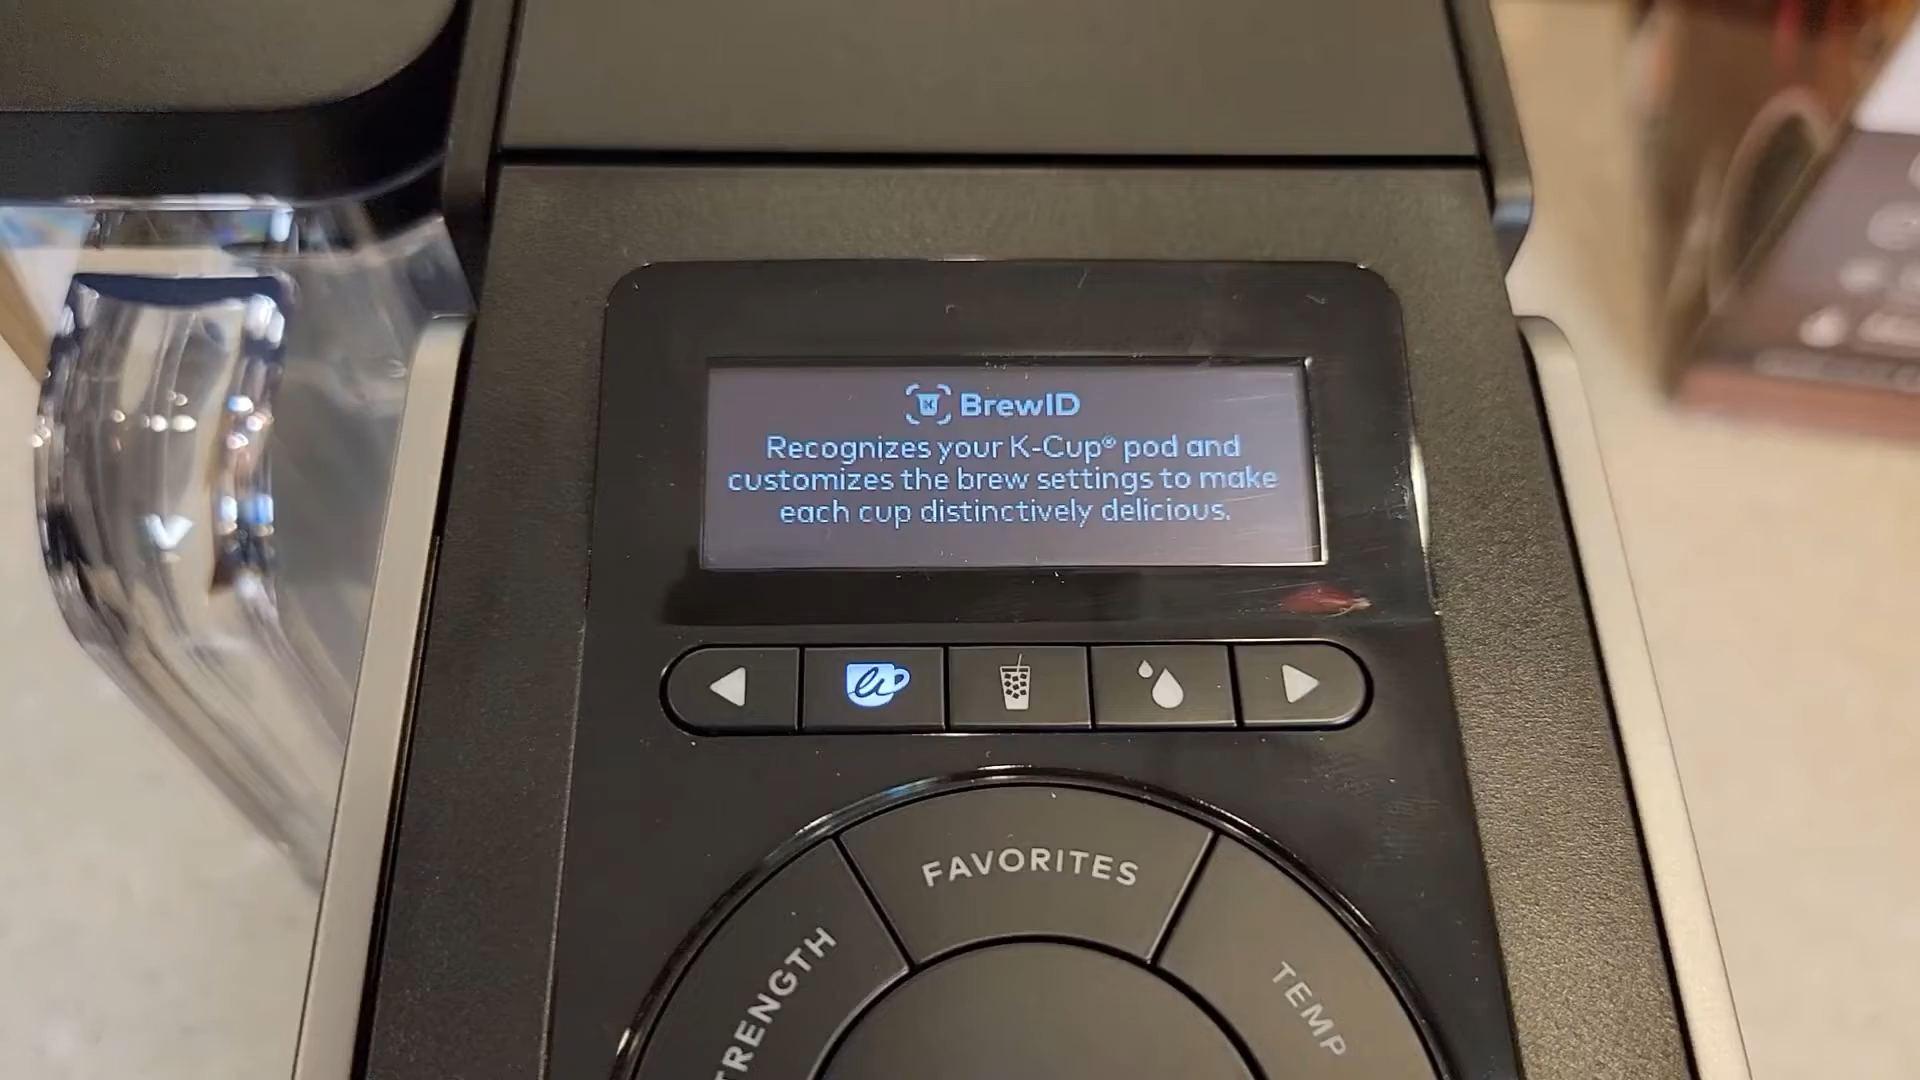 BrewID
Recognizes your K-Cup® pod and
customizes the brew settings to make
each cup distinctively delicious.
FAVORITES
TRENGTH
TEMP